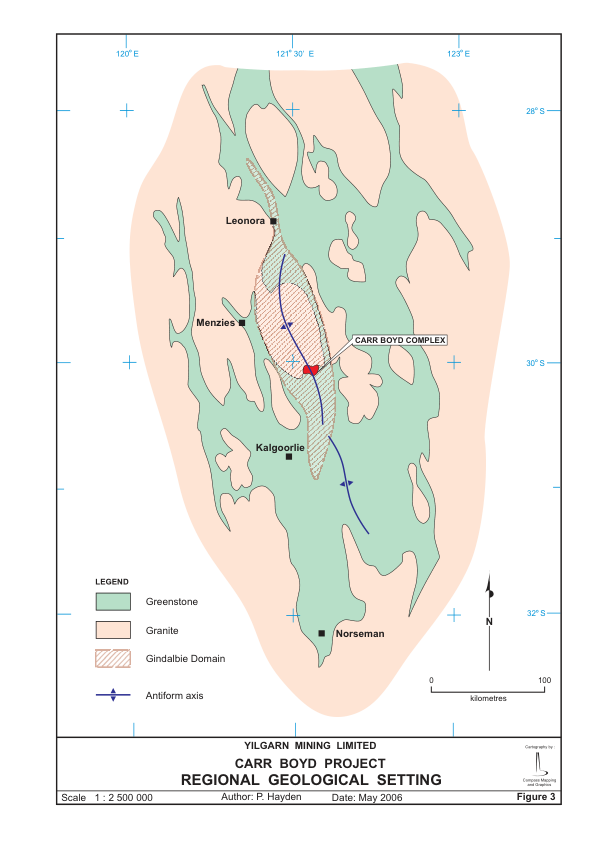 120° E
121° 30' E
123° E
28° S
Leonora
Menzies
CARR BOYD COMPLEX
30° S
Kalgoorlie
LEGEND
Greenstone
Granite
Gindalbie Domain
Antiform axis
32° S
N
Norseman
0 100
kilometres
YILGARN MINING LIMITED
CARR BOYD PROJECT
REGIONAL GEOLOGICAL SETTING
Cartography by:
Compass Mapping
and Graphics
Scale 1 : 2 500 000 Author: P. Hayden Date: May 2006 Figure 3